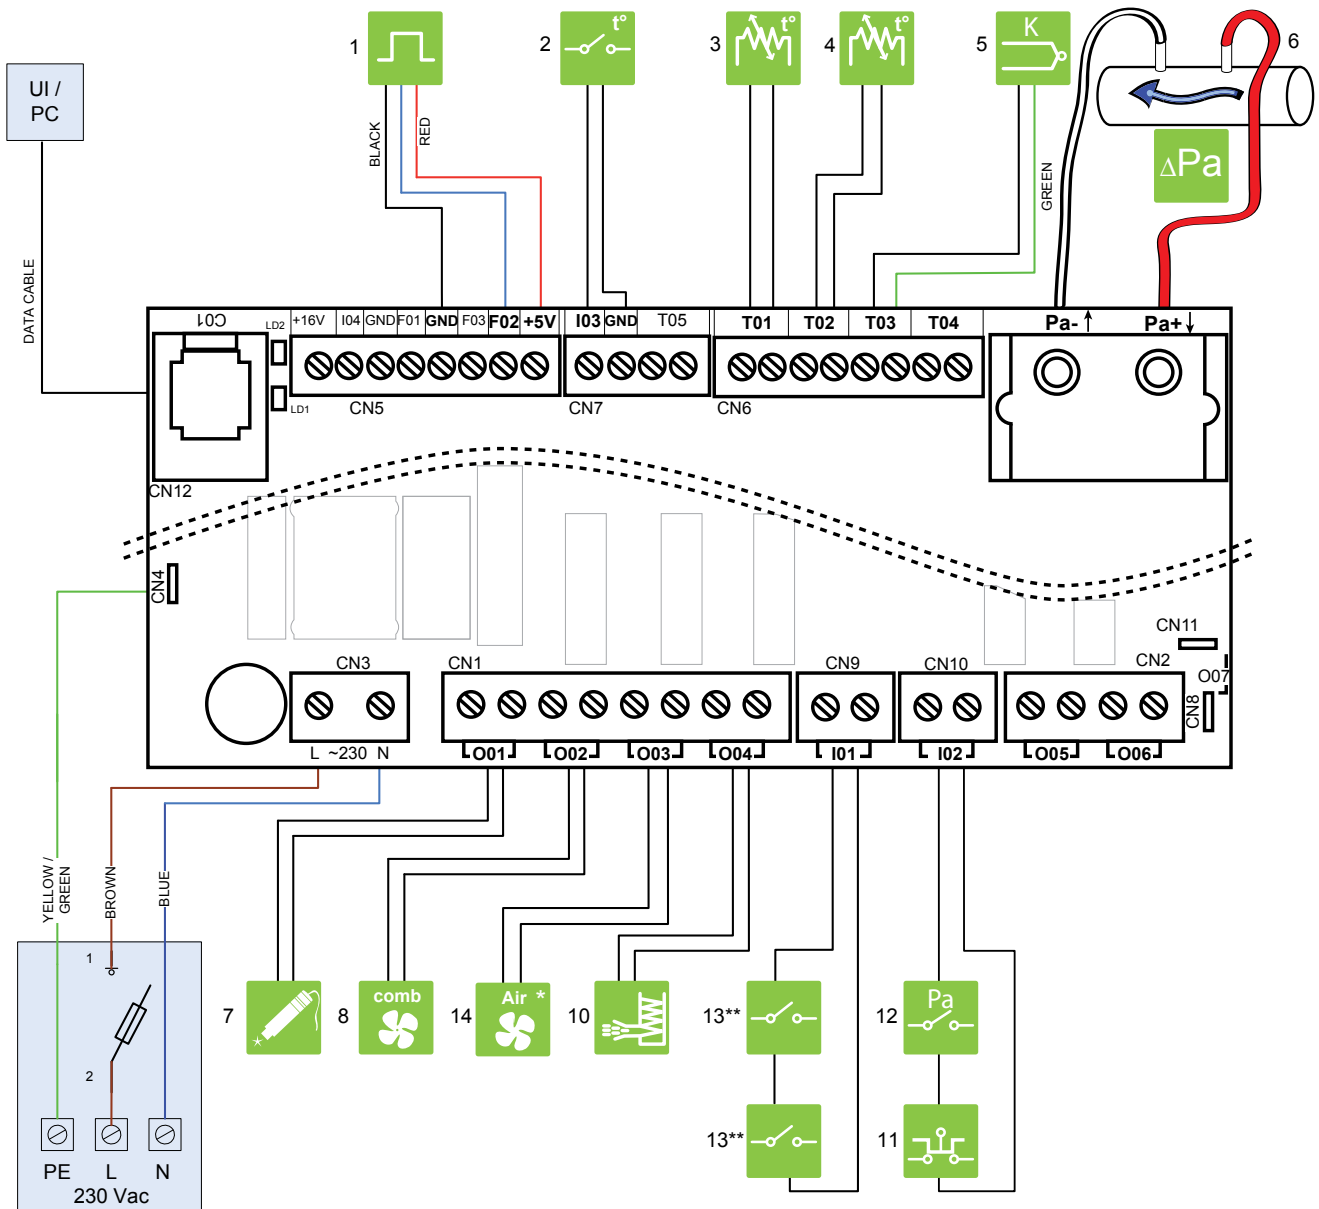 1
2
t°
3
t°
4
t°
5
K
6
UI /
PC
ΔPa
BLACK
RED
GREEN
DATA CABLE
C01
LD2
+16V
I04
GND
F01
GND
F03
F02
+5V
I03
GND
T05
T01
T02
T03
T04
Pa-
Pa+
LD1
CN5
CN7
CN6
CN12
CN4
CN11
CN3
CN1
CN9
CN10
CN2
O07
CN8
L ~230 N
O01
O02
O03
O04
I01
I02
O05
O06
YELLOW /
GREEN
BROWN
BLUE
1
2
7
8
comb
14
Air *
10
13**
12
Pa
13**
11
PE
L
N
230 Vac